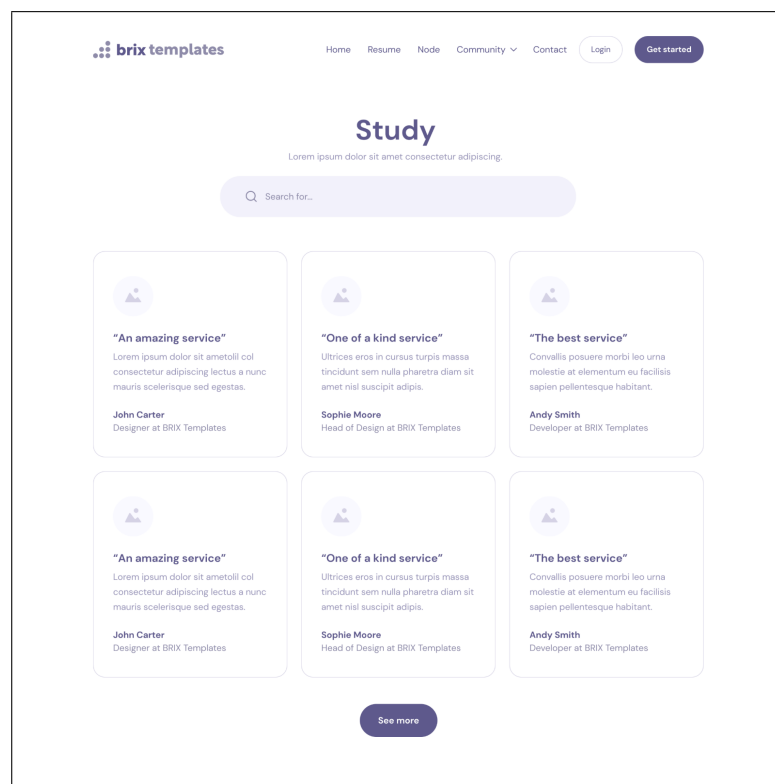 brix templates
Home Resume Node Community Contact Login Get started
Study
Lorem ipsum dolor sit amet consectetur adipiscing.
Search for...
“An amazing service”
Lorem ipsum dolor sit ametolil col
consectetur adipiscing lectus a nunc
mauris scelerisque sed egestas.
John Carter
Designer at BRIX Templates
“One of a kind service”
Ultrices eros in cursus turpis massa
tincidunt sem nulla pharetra diam sit
amet nisl suscipit adipis.
Sophie Moore
Head of Design at BRIX Templates
“The best service”
Convallis posuere morbi leo urna
molestie at elementum eu facilisis
sapien pellentesque habitant.
Andy Smith
Developer at BRIX Templates
“An amazing service”
Lorem ipsum dolor sit ametolil col
consectetur adipiscing lectus a nunc
mauris scelerisque sed egestas.
John Carter
Designer at BRIX Templates
“One of a kind service”
Ultrices eros in cursus turpis massa
tincidunt sem nulla pharetra diam sit
amet nisl suscipit adipis.
Sophie Moore
Head of Design at BRIX Templates
“The best service”
Convallis posuere morbi leo urna
molestie at elementum eu facilisis
sapien pellentesque habitant.
Andy Smith
Developer at BRIX Templates
See more